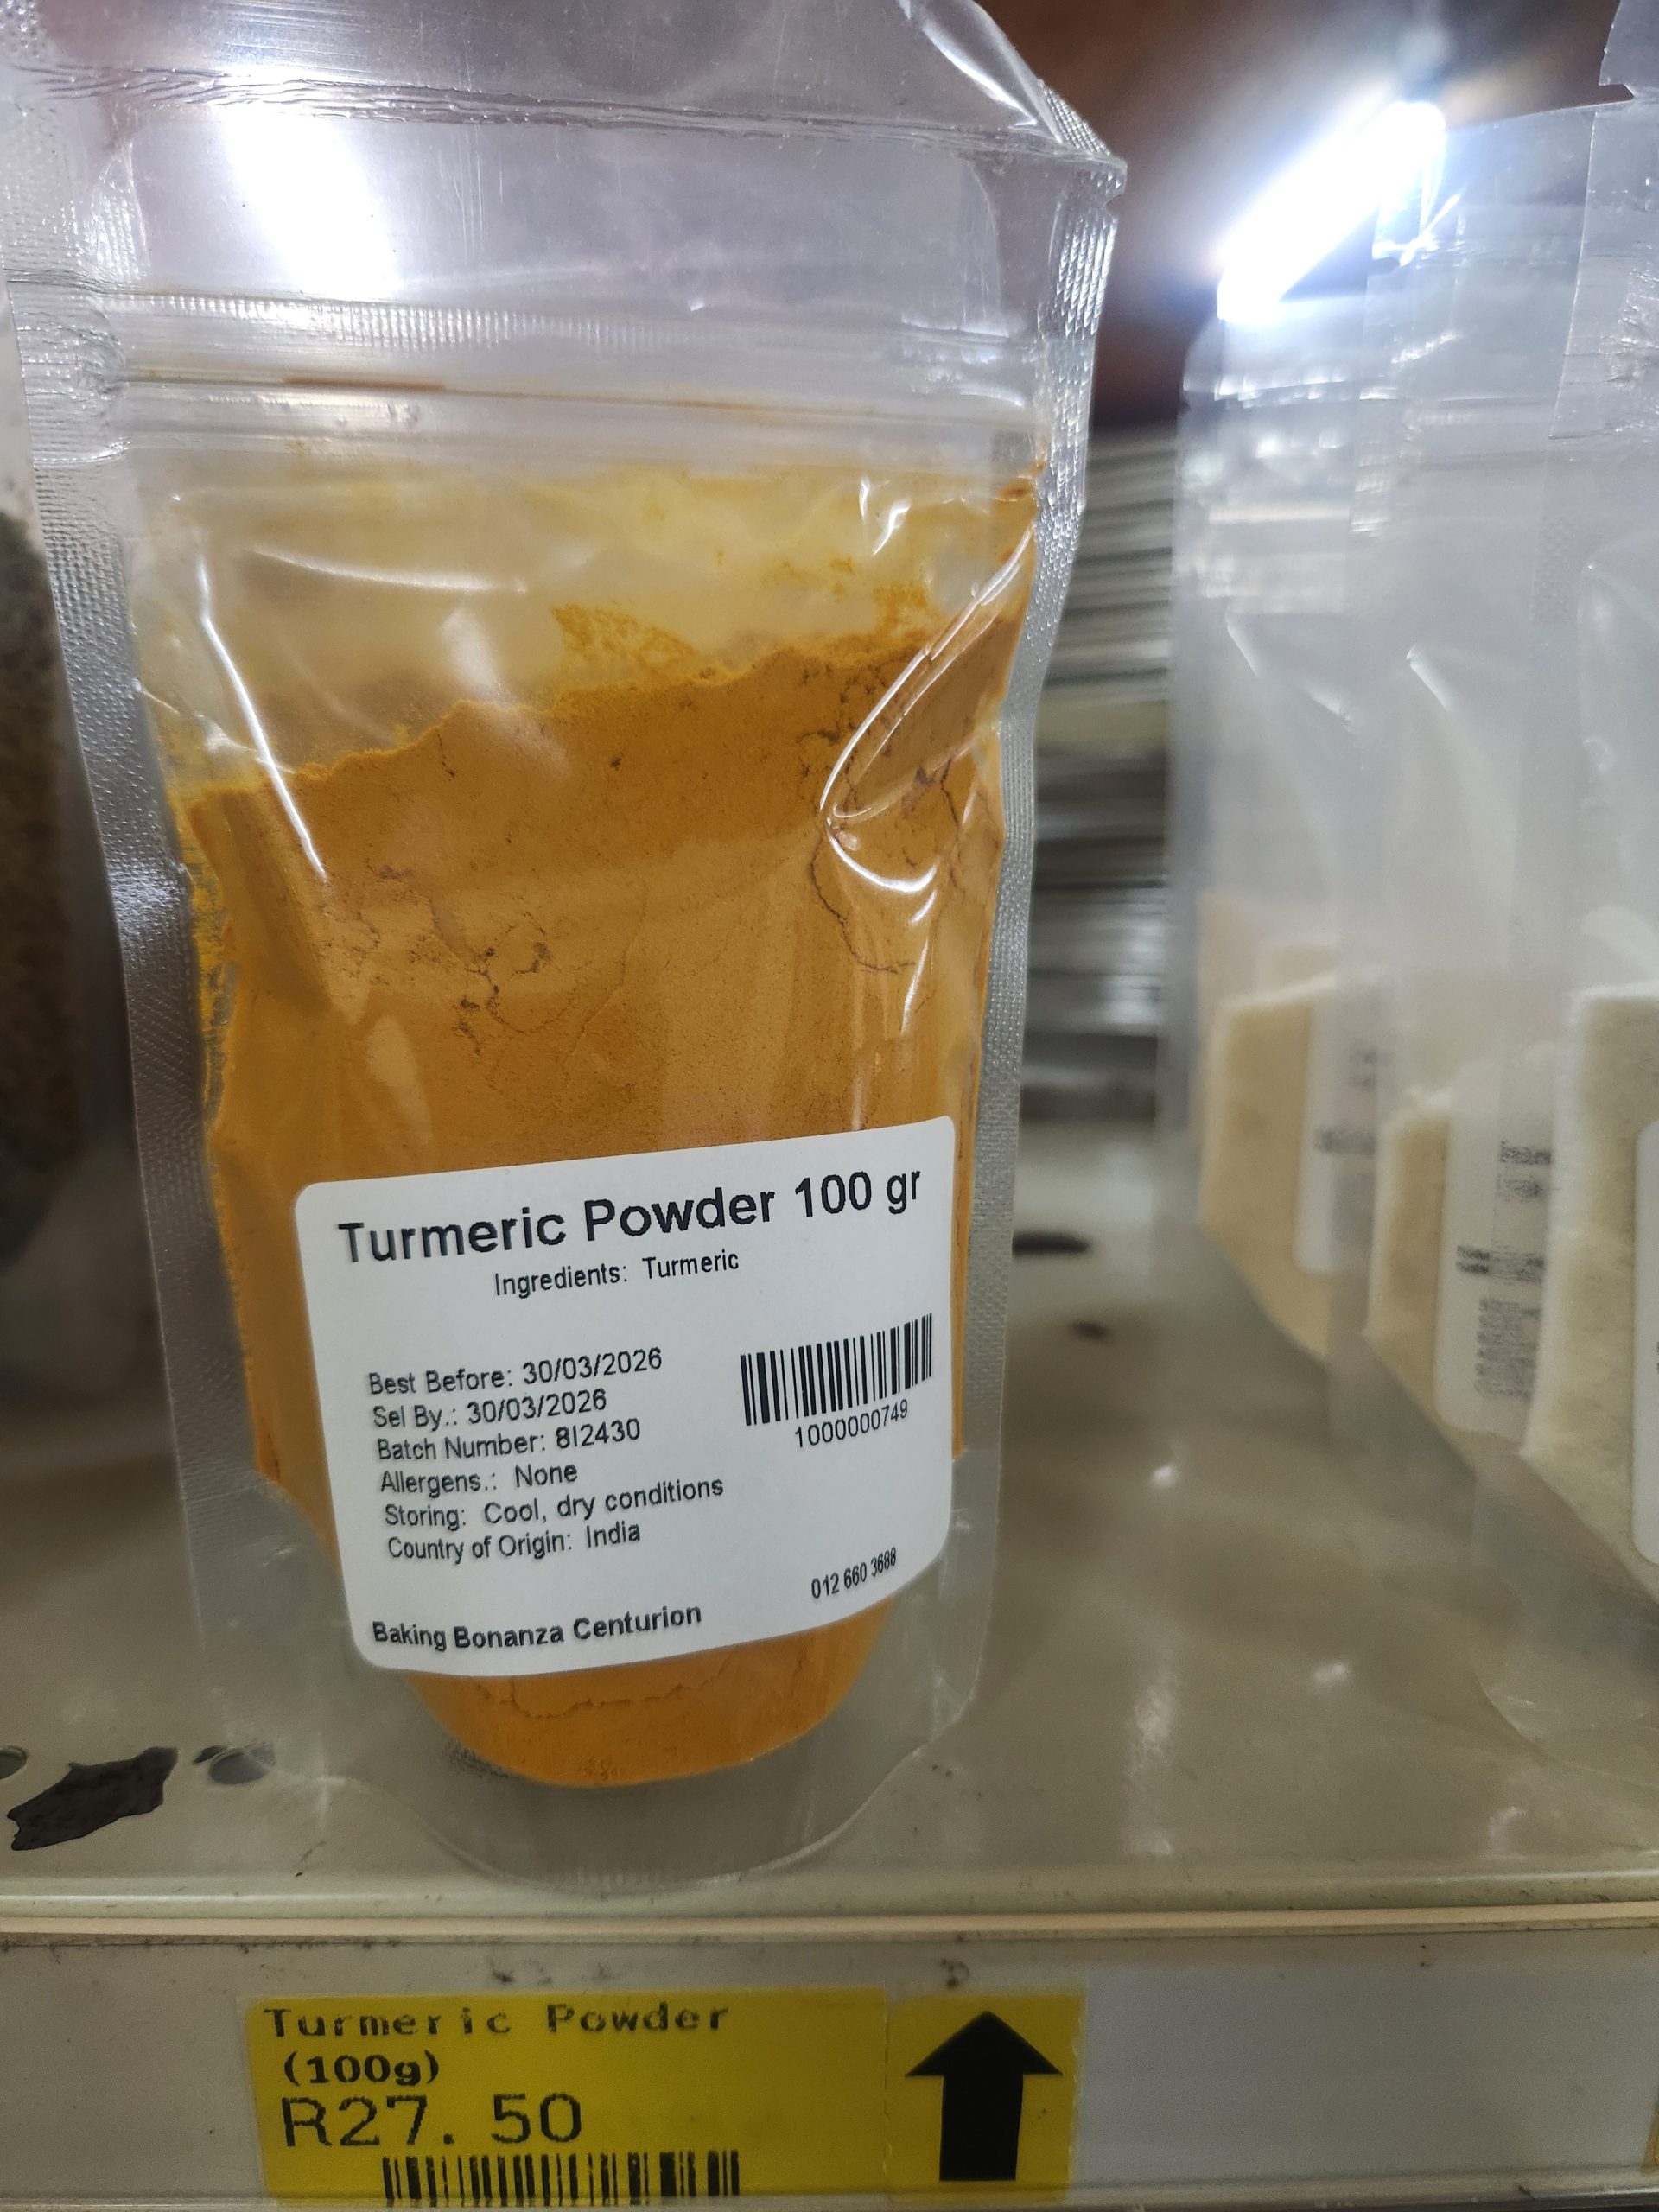 Turmeric Powder 100 gr
Ingredients: Turmeric
Best Before: 30/03/2026
Sel By.: 30/03/2026
Batch Number: 8I2430
Allergens.: None
Storing: Cool, dry conditions
Country of Origin: India
1000000749
012 660 3688
Baking Bonanza Centurion
Turmeric Powder
(100g)
R27.50